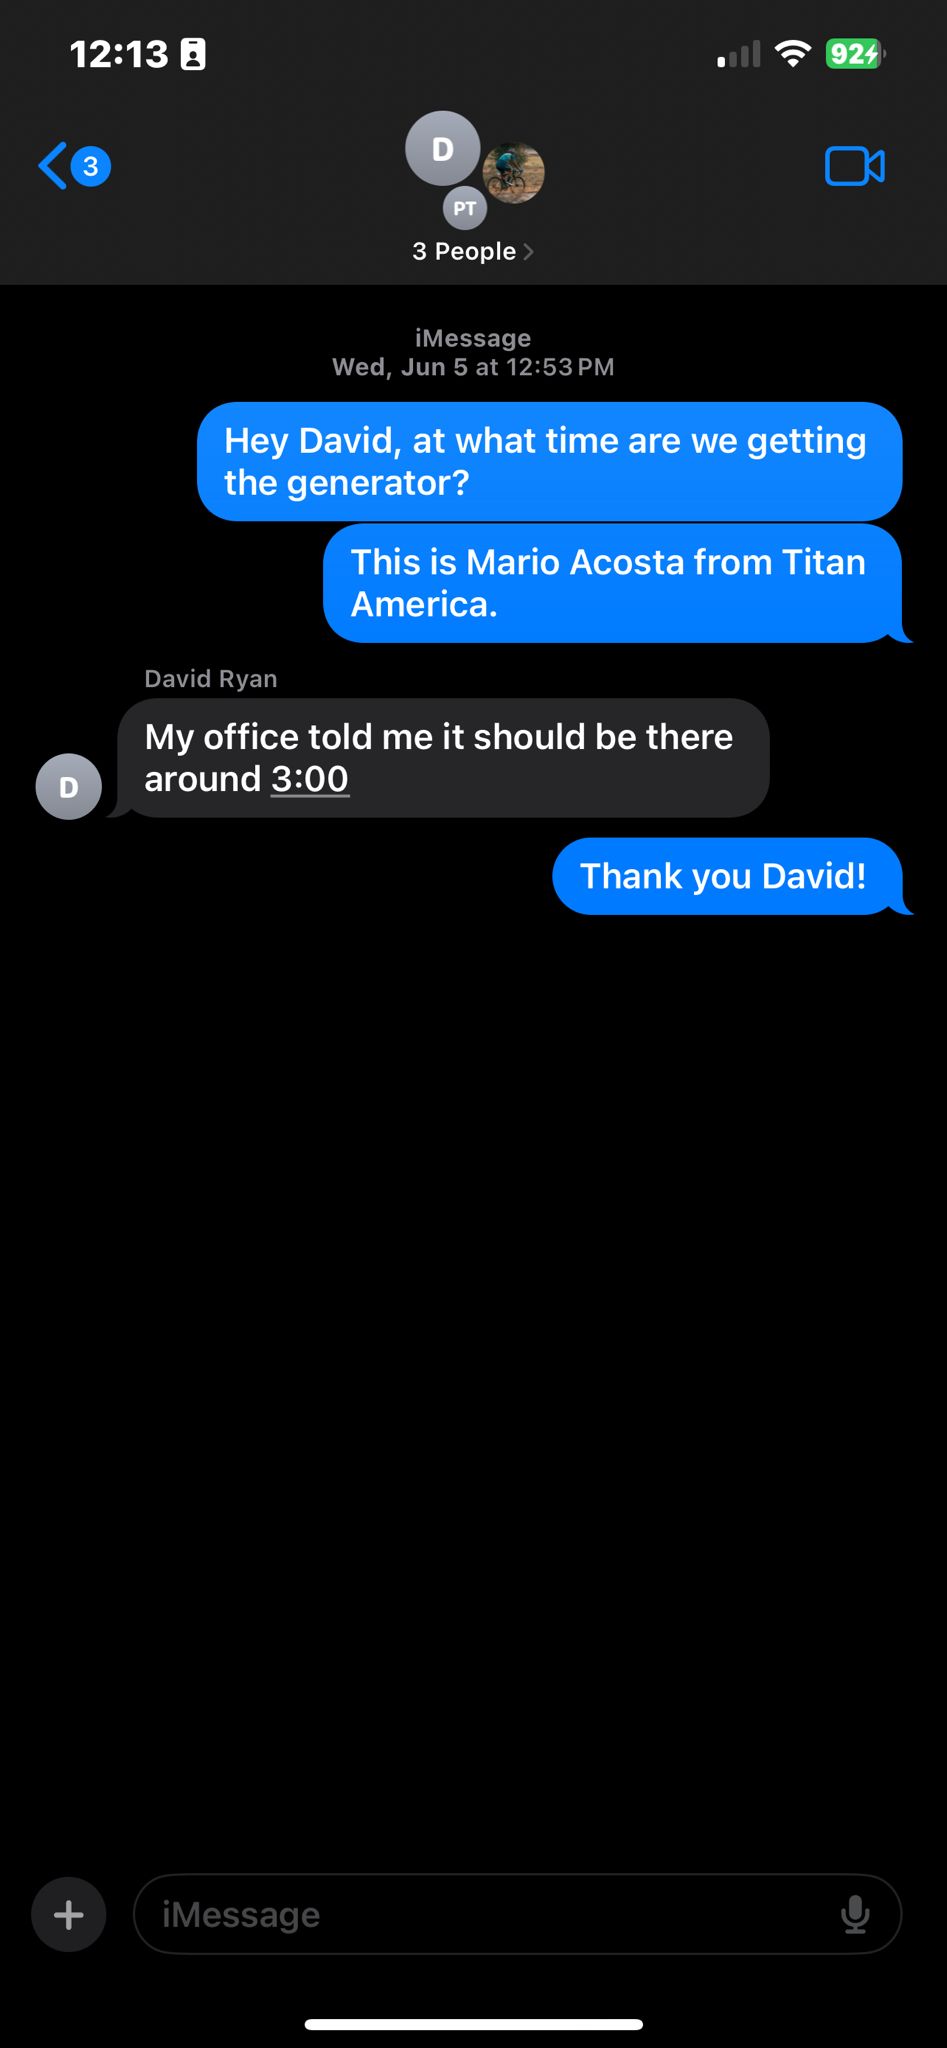 12:13
92
3
D
PT
3 People
iMessage
Wed, Jun 5 at 12:53 PM
Hey David, at what time are we getting
the generator?
This is Mario Acosta from Titan
America.
David Ryan
My office told me it should be there
around 3:00
D
Thank you David!
iMessage